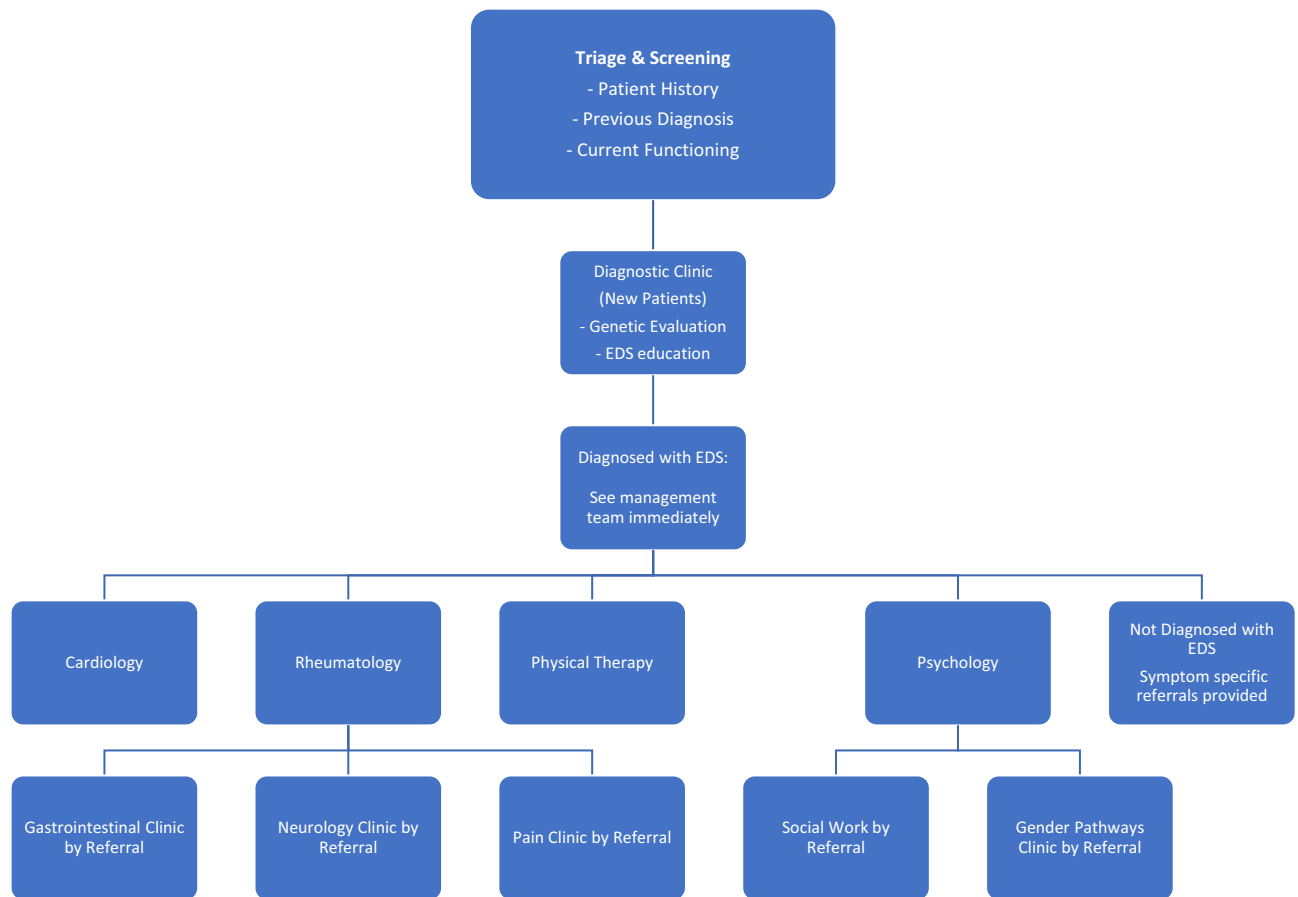 Triage & Screening
- Patient History
- Previous Diagnosis
- Current Functioning
Diagnostic Clinic
(New Patients)
- Genetic Evaluation
- EDS education
Diagnosed with EDS:
See management
team immediately
Cardiology
Rheumatology
Physical Therapy
Psychology
Not Diagnosed with
EDS
Symptom specific
referrals provided
Gastrointestinal Clinic
by Referral
Neurology Clinic by
Referral
Pain Clinic by Referral
Social Work by
Referral
Gender Pathways
Clinic by Referral